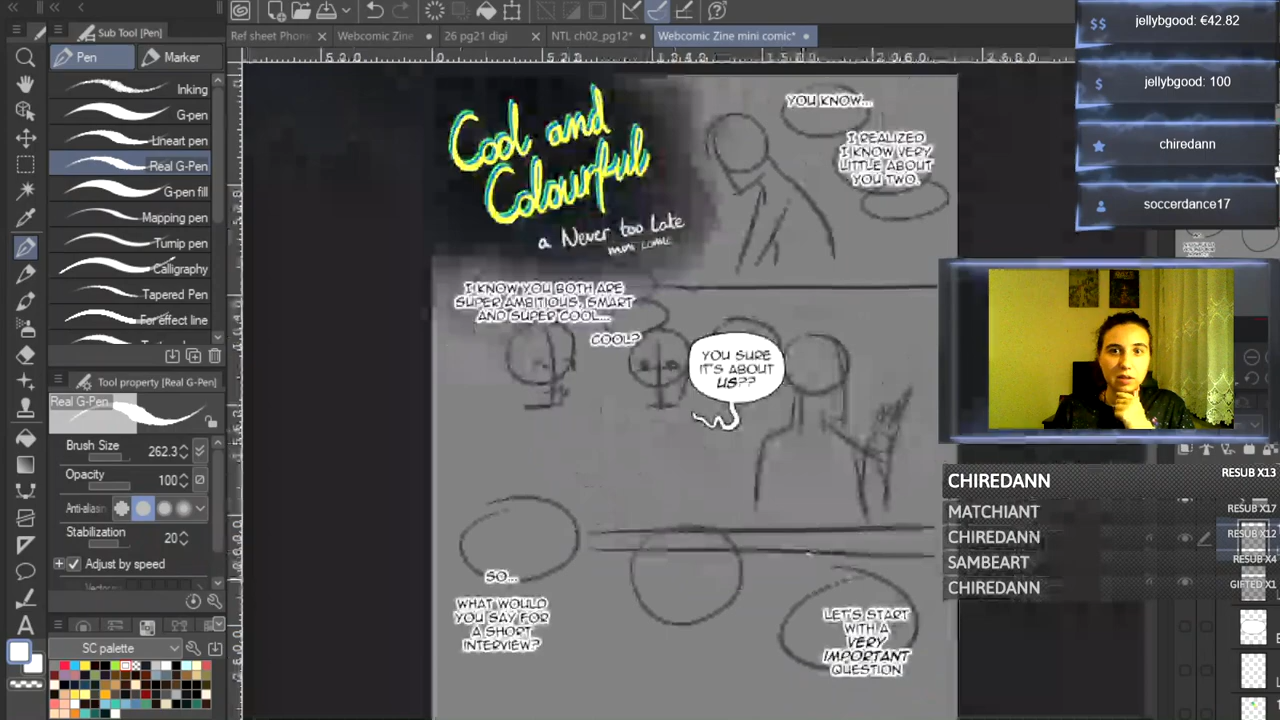 Sub Tool [Pen]
Pen
Marker
Inking
G-pen
Lineart pen
Real G-Pen
G-pen fill
Mapping pen
Turnip pen
Calligraphy
Tapered Pen
For effect line
Tool property [Real G-Pen]
Real G-Pen
Brush Size 262.3
Opacity 100
Anti-alias
Stabilization 20
Adjust by speed
SC palette
Ref sheet Phon
Webcomic Zine
26 pg21 digi
NTL ch02_pg12*
Webcomic Zine mini comic*
Cool and
Colourful
a Never too Late
mini comic
YOU KNOW...
I REALIZED
I KNOW VERY
LITTLE ABOUT
YOU TWO.
I KNOW YOU BOTH ARE
SUPER AMBITIOUS, SMART
AND SUPER COOL...
COOL?
YOU SURE
IT'S ABOUT
US??
SO...
WHAT WOULD
YOU SAY FOR
A SHORT
INTERVIEW?
LET'S START
WITH A
VERY
IMPORTANT
QUESTION
jellybgood: €42.82
jellybgood: 100
chiredann
soccerdance17
CHIREDANN RESUB X13
MATCHIANT RESUB X17
CHIREDANN RESUB X12
SAMBEART RESUB X4
CHIREDANN GIFTED X1